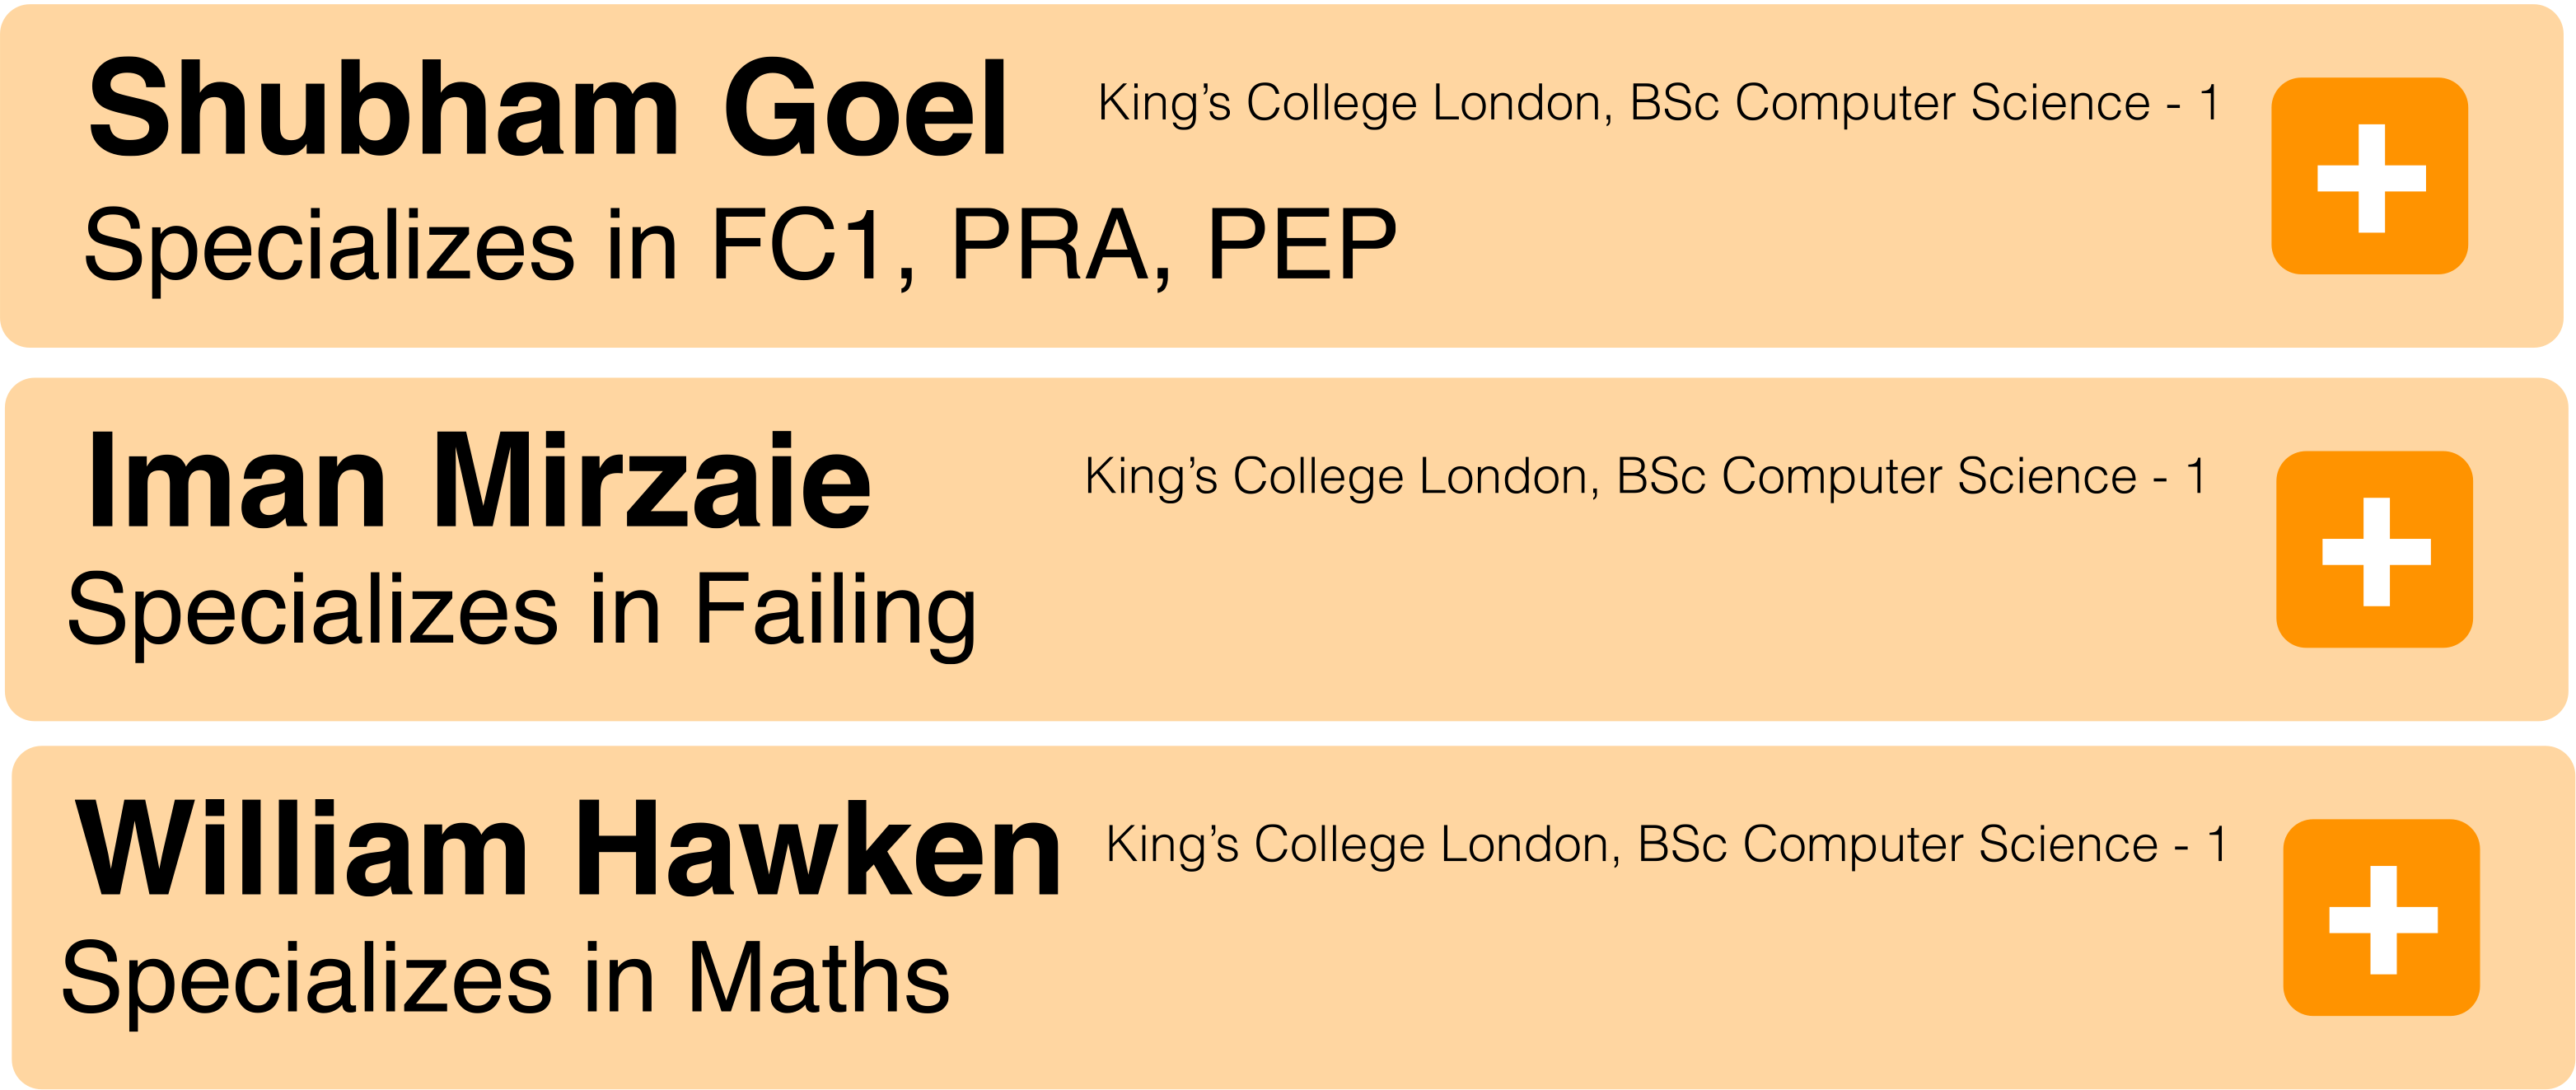 Shubham Goel King’s College London, BSc Computer Science - 1
Specializes in FC1, PRA, PEP
Iman Mirzaie King’s College London, BSc Computer Science - 1
Specializes in Failing
William Hawken King’s College London, BSc Computer Science - 1
Specializes in Maths